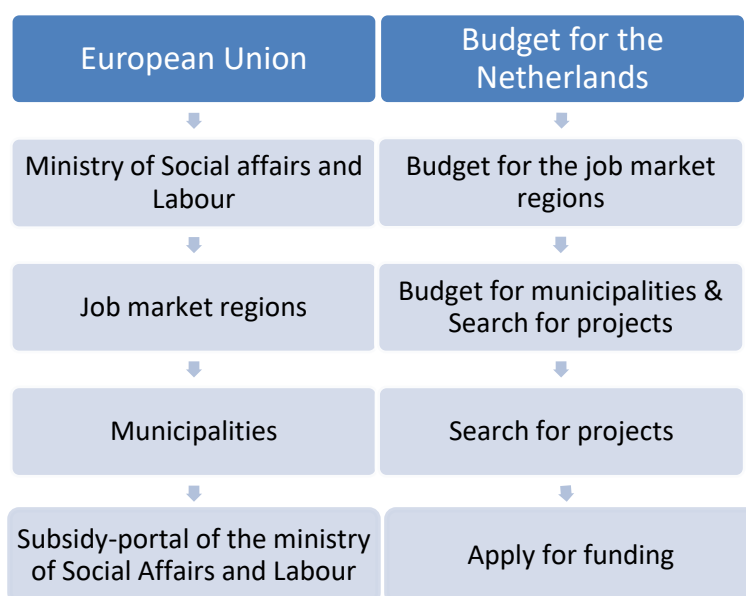 European Union
Budget for the
Netherlands
Ministry of Social affairs and
Labour
Budget for the job market
regions
Job market regions
Budget for municipalities &
Search for projects
Municipalities
Search for projects
Subsidy-portal of the ministry
of Social Affairs and Labour
Apply for funding